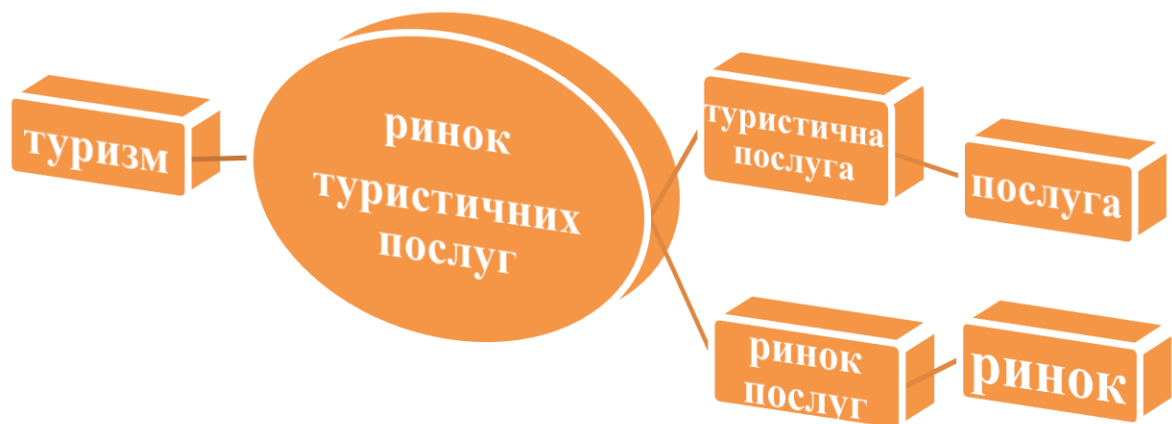 туризм
ринок
туристичних
послуг
туристична
послуга
послуга
ринок
послуг
ринок